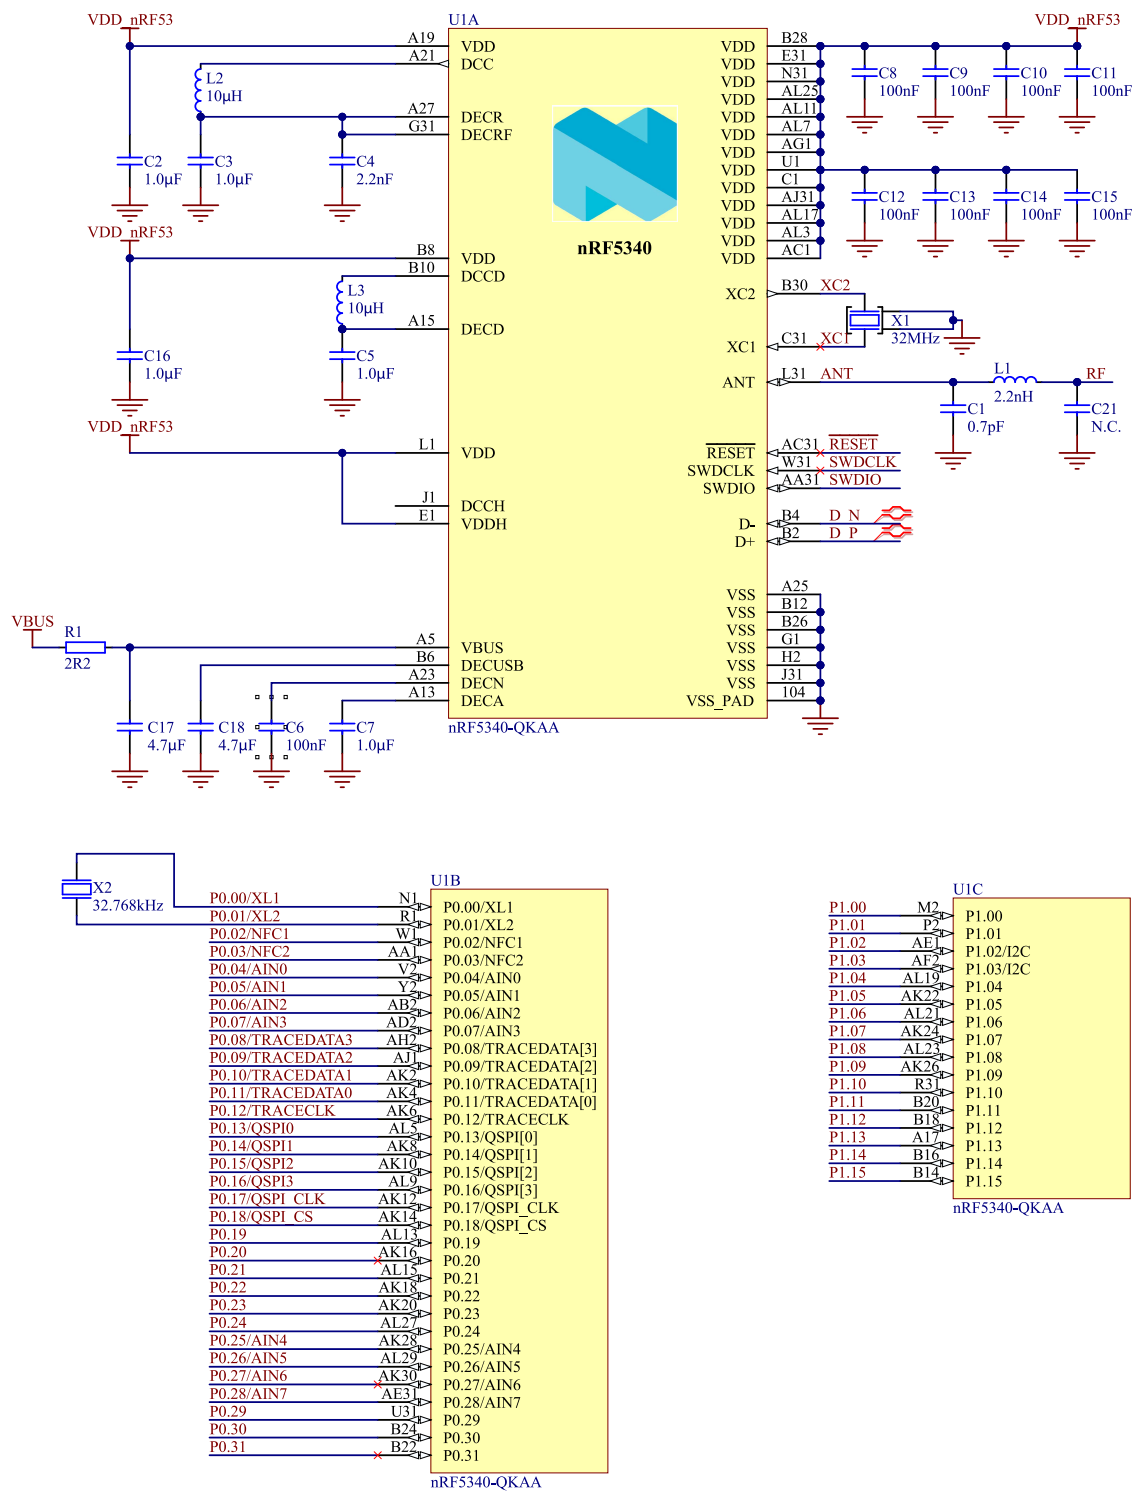 VDD_nRF53
U1A
VDD_nRF53
A19 VDD
A21 DCC
L2
10µH
A27 DECR
G31 DECRF
C2
1.0µF
C3
1.0µF
C4
2.2nF
VDD_nRF53
B8 VDD
B10 DCCD
L3
10µH
A15 DECD
C16
1.0µF
C5
1.0µF
VDD_nRF53
L1 VDD
J1 DCCH
E1 VDDH
VBUS
R1
2R2
A5 VBUS
B6 DECUSB
A23 DECN
A13 DECA
C17
4.7µF
C18
4.7µF
C6
100nF
C7
1.0µF
nRF5340
nRF5340-QKAA
VDD B28
VDD E31
VDD N31
VDD AL25
VDD AL11
VDD AL7
VDD AG1
VDD U1
VDD C1
VDD AJ31
VDD AL17
VDD AL3
VDD AC1
C8
100nF
C9
100nF
C10
100nF
C11
100nF
C12
100nF
C13
100nF
C14
100nF
C15
100nF
XC2 B30 XC2
X1
32MHz
XC1 C31 XC1
ANT L31 ANT
L1
2.2nH
RF
C1
0.7pF
C21
N.C.
RESET AC31 RESET
SWDCLK W31 SWDCLK
SWDIO AA31 SWDIO
D- B4 D_N
D+ B2 D_P
VSS A25
VSS B12
VSS B26
VSS G1
VSS H2
VSS J31
VSS_PAD 104
X2
32.768kHz
U1B
P0.00/XL1 N1 P0.00/XL1
P0.01/XL2 R1 P0.01/XL2
P0.02/NFC1 W1 P0.02/NFC1
P0.03/NFC2 AA1 P0.03/NFC2
P0.04/AIN0 V2 P0.04/AIN0
P0.05/AIN1 Y2 P0.05/AIN1
P0.06/AIN2 AB2 P0.06/AIN2
P0.07/AIN3 AD2 P0.07/AIN3
P0.08/TRACEDATA3 AH2 P0.08/TRACEDATA[3]
P0.09/TRACEDATA2 AJ1 P0.09/TRACEDATA[2]
P0.10/TRACEDATA1 AK2 P0.10/TRACEDATA[1]
P0.11/TRACEDATA0 AK4 P0.11/TRACEDATA[0]
P0.12/TRACECLK AK6 P0.12/TRACECLK
P0.13/QSPI0 AL5 P0.13/QSPI[0]
P0.14/QSPI1 AK8 P0.14/QSPI[1]
P0.15/QSPI2 AK10 P0.15/QSPI[2]
P0.16/QSPI3 AL9 P0.16/QSPI[3]
P0.17/QSPI_CLK AK12 P0.17/QSPI_CLK
P0.18/QSPI_CS AK14 P0.18/QSPI_CS
P0.19 AL13 P0.19
P0.20 AK16 P0.20
P0.21 AL15 P0.21
P0.22 AK18 P0.22
P0.23 AK20 P0.23
P0.24 AL27 P0.24
P0.25/AIN4 AK28 P0.25/AIN4
P0.26/AIN5 AL29 P0.26/AIN5
P0.27/AIN6 AK30 P0.27/AIN6
P0.28/AIN7 AE31 P0.28/AIN7
P0.29 U31 P0.29
P0.30 B24 P0.30
P0.31 B22 P0.31
nRF5340-QKAA
U1C
P1.00 M2 P1.00
P1.01 P2 P1.01
P1.02 AE1 P1.02/I2C
P1.03 AF2 P1.03/I2C
P1.04 AL19 P1.04
P1.05 AK22 P1.05
P1.06 AL21 P1.06
P1.07 AK24 P1.07
P1.08 AL23 P1.08
P1.09 AK26 P1.09
P1.10 R31 P1.10
P1.11 B20 P1.11
P1.12 B18 P1.12
P1.13 A17 P1.13
P1.14 B16 P1.14
P1.15 B14 P1.15
nRF5340-QKAA